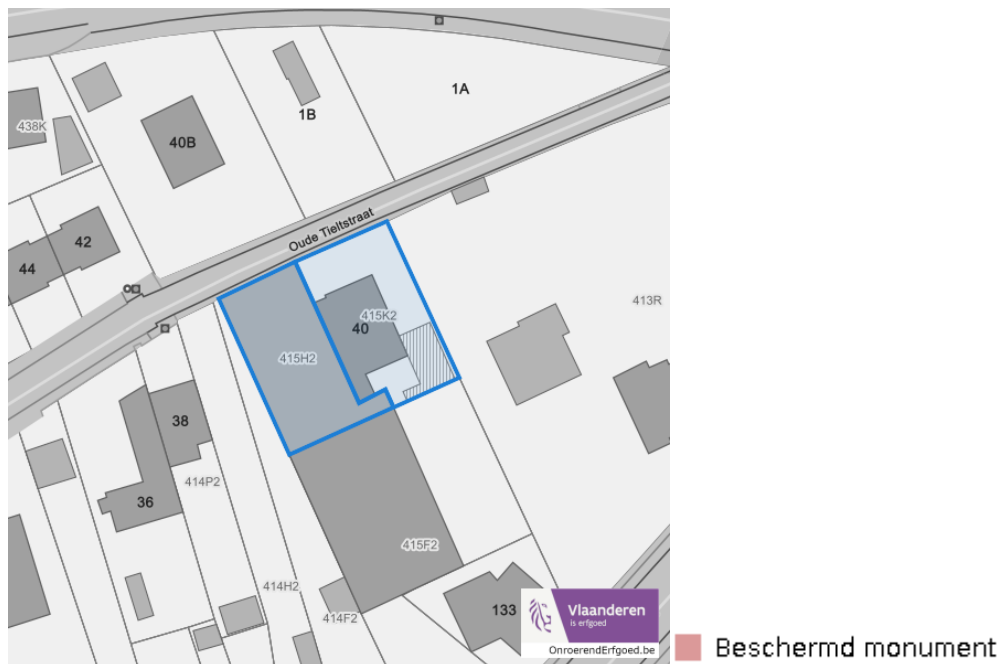 1A
1B
438K
40B
Oude Tieltstraat
42
44
413R
415K2
40
415H2
38
414P2
36
415F2
414H2
414F2
133
Vlaanderen
is erfgoed
OnroerendErfgoed.be
Beschermd monument